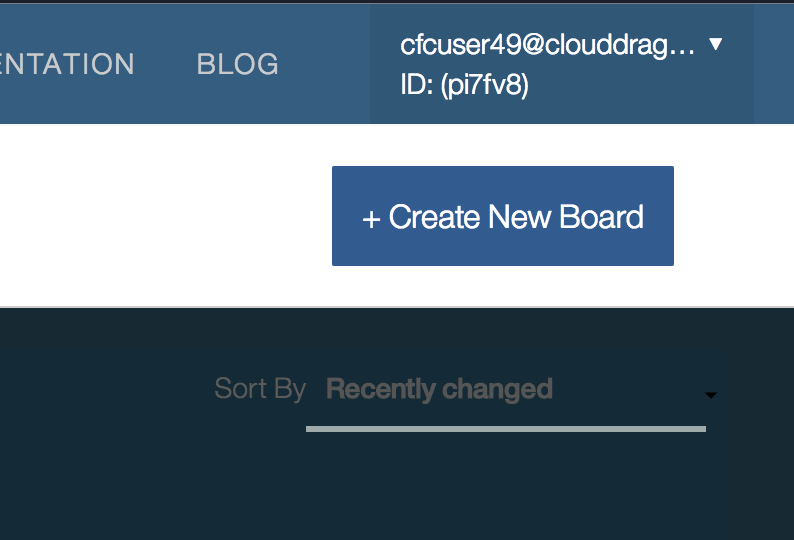 ENTATION BLOG
cfcuser49@clouddrag... ▼
ID: (pi7fv8)
+ Create New Board
Sort By Recently changed